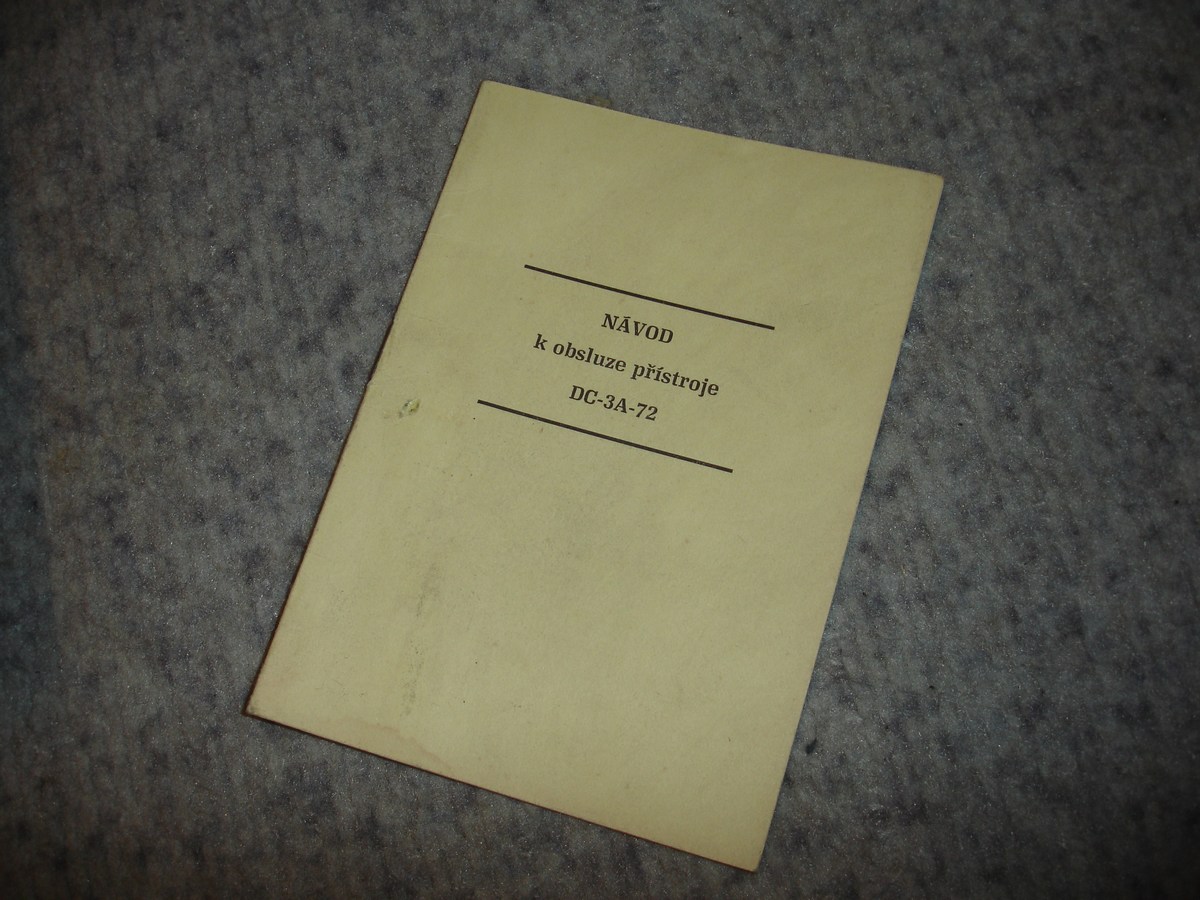 NÁVOD
k obsluze přístroje
DC-3A-72